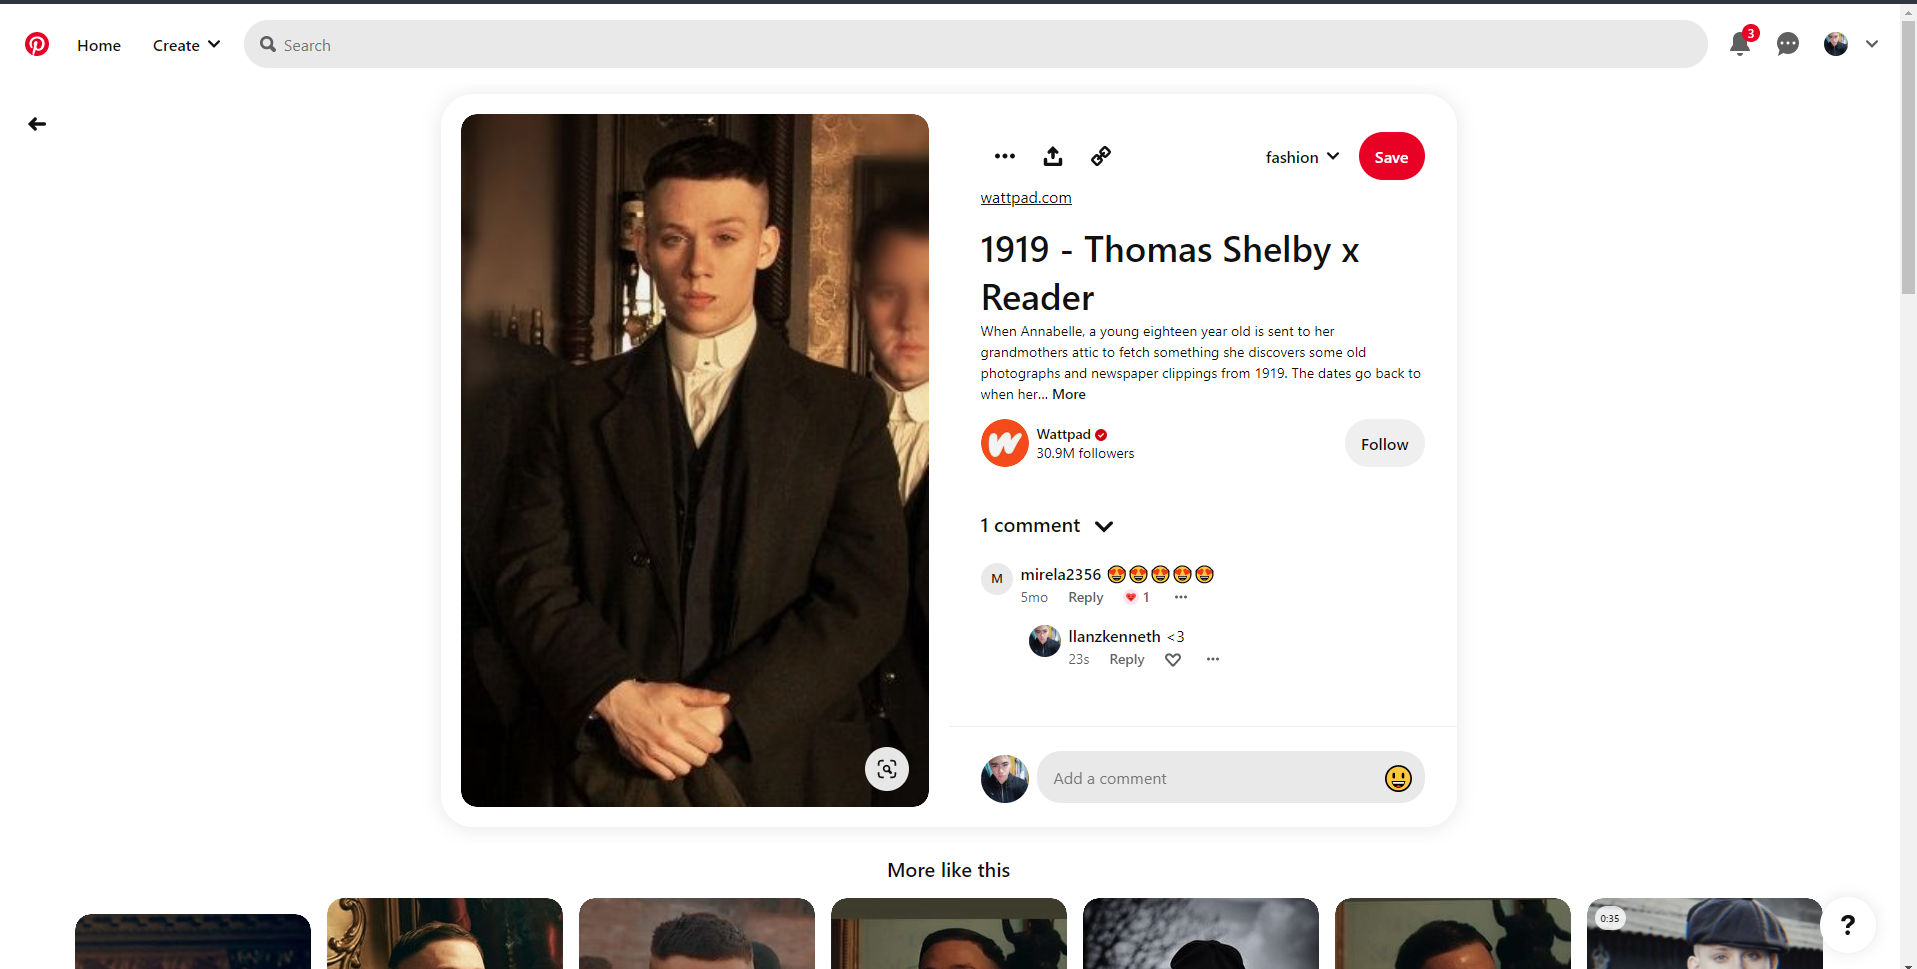 Home
Create
Search
3
fashion
Save
wattpad.com
1919 - Thomas Shelby x
Reader
When Annabelle, a young eighteen year old is sent to her
grandmothers attic to fetch something she discovers some old
photographs and newspaper clippings from 1919. The dates go back to
when her... More
Wattpad
30.9M followers
Follow
1 comment
M
mirela2356 😍😍😍😍😍
5mo Reply 1
llanzkenneth <3
23s Reply
Add a comment
More like this
0:35
?